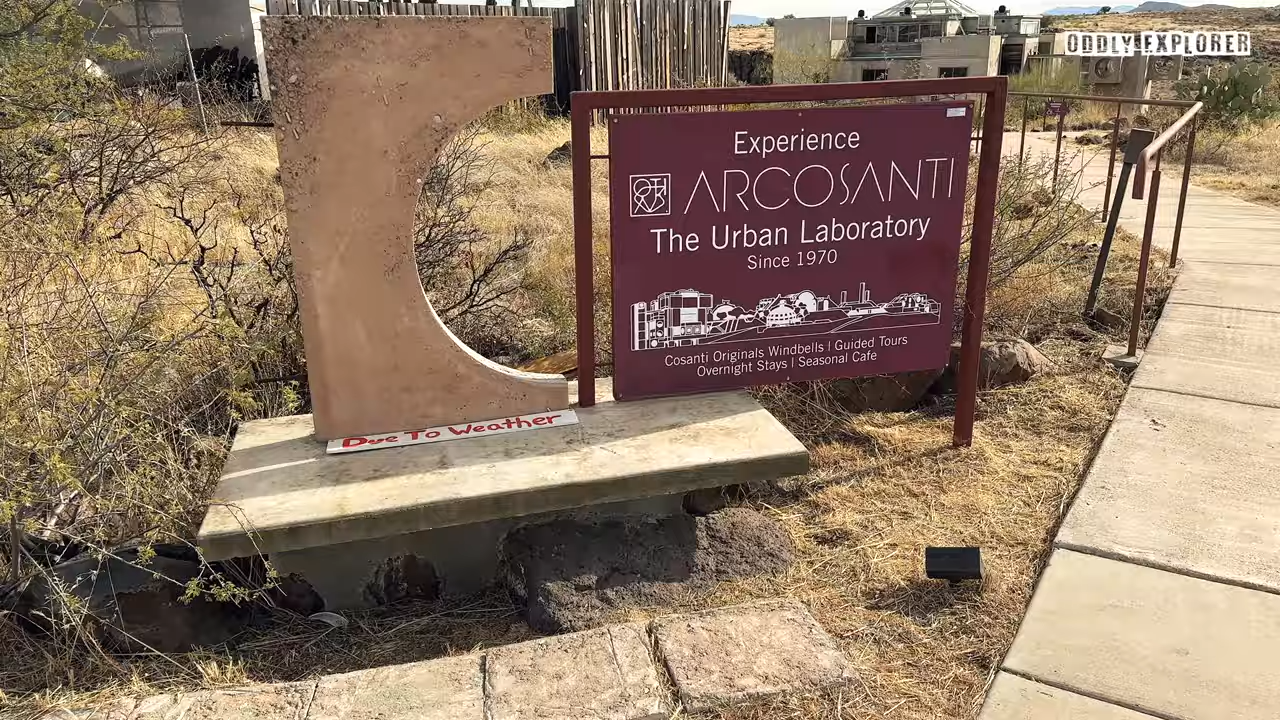 ODDLY EXPLORER
Experience
ARCOSANTI
The Urban Laboratory
Since 1970
Cosanti Originals Windbells | Guided Tours
Overnight Stays | Seasonal Cafe
Due To Weather